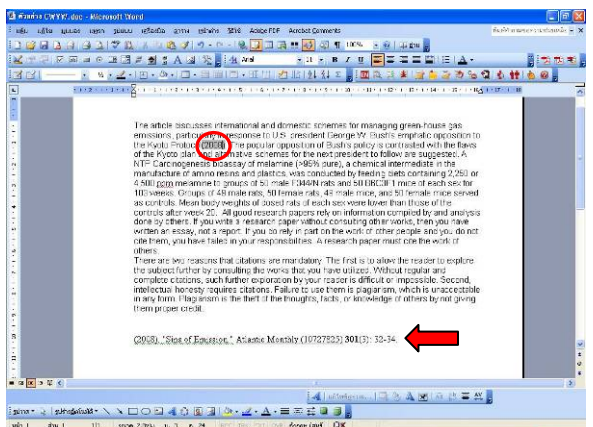 CWYW.doc - Microsoft Word
Adobe PDF Acrobat Comments
100%
Arial 11 B
The article discusses international and domestic schemes for managing green-house gas
emissions, particularly in response to U.S. president George W. Bush's emphatic opposition to
the Kyoto Protocol (2008). The popular opposition of Bush's policy is contrasted with the flaws
of the Kyoto plan and alternative schemes for the next president to follow are suggested. A
NTP Carcinogenesis bioassay of melamine (>95% pure), a chemical intermediate in the
manufacture of amino resins and plastics, was conducted by feeding diets containing 2,250 or
4,500 ppm melamine to groups of 50 male F344/N rats and 50 B6C3F1 mice of each sex for
103 weeks. Groups of 49 male rats, 50 female rats, 49 male mice, and 50 female mice served
as controls. Mean body weights of dosed rats of each sex were lower than those of the
controls after week 20. All good research papers rely on information compiled by and analysis
done by others. If you write a research paper without consulting other works, then you have
written an essay, not a report. If you do rely in part on the work of other people and you do not
cite them, you have failed in your responsibilities. A research paper must cite the work of
others.
There are two reasons that citations are mandatory. The first is to allow the reader to explore
the subject further by consulting the works that you have utilized. Without regular and
complete citations, such further exploration by your reader is difficult or impossible. Second,
intellectual honesty requires citations. Failure to use them is plagiarism, which is unacceptable
in any form. Plagiarism is the theft of the thoughts, facts, or knowledge of others by not giving
them proper credit.
(2008). "Sins of Emission." Atlantic Monthly (10727825) 301(3): 32-34.